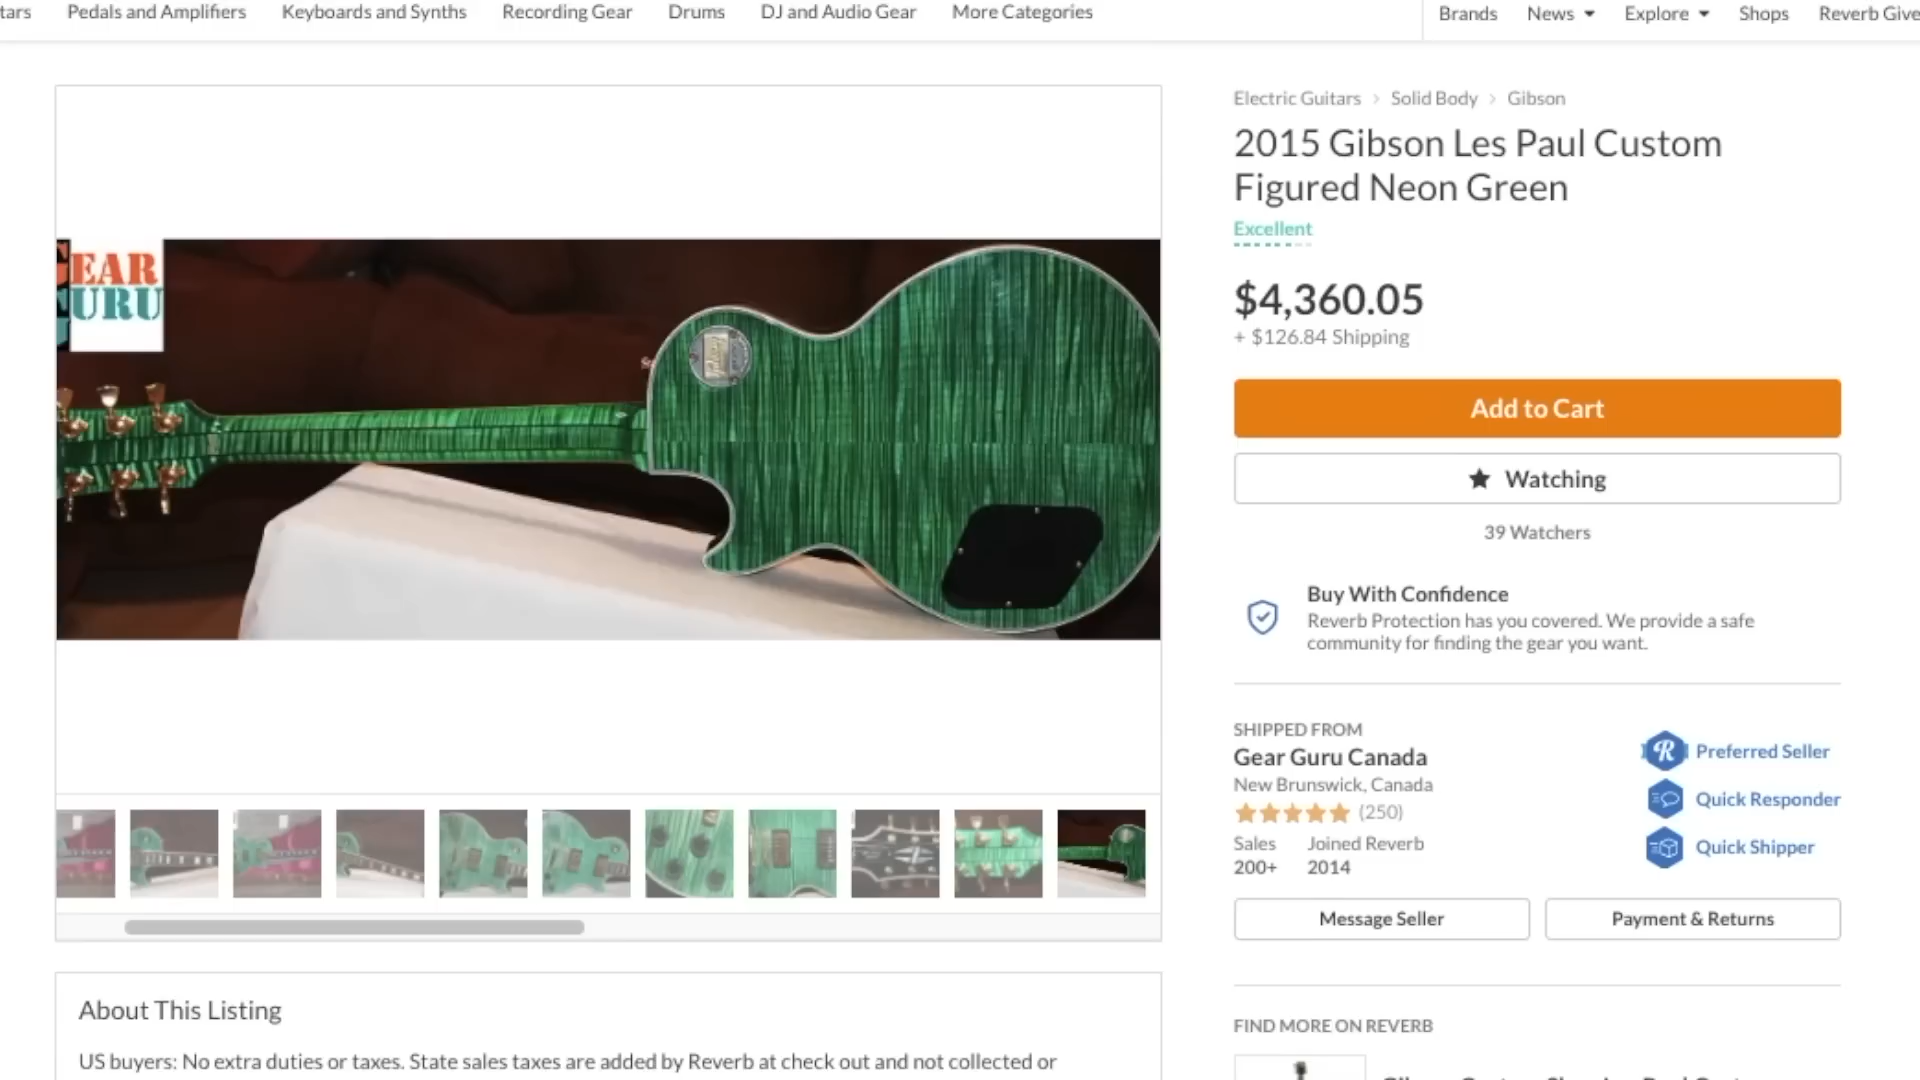 Pedals and Amplifiers Keyboards and Synths Recording Gear Drums DJ and Audio Gear More Categories Brands News Explore Shops Reverb Give
Electric Guitars > Solid Body > Gibson
2015 Gibson Les Paul Custom
Figured Neon Green
Excellent
$4,360.05
+ $126.84 Shipping
Add to Cart
Watching
39 Watchers
Buy With Confidence
Reverb Protection has you covered. We provide a safe
community for finding the gear you want.
SHIPPED FROM
Gear Guru Canada
New Brunswick, Canada
(250)
Sales Joined Reverb
200+ 2014
Preferred Seller
Quick Responder
Quick Shipper
Message Seller Payment & Returns
FIND MORE ON REVERB
GEAR
GURU
About This Listing
US buyers: No extra duties or taxes. State sales taxes are added by Reverb at check out and not collected or